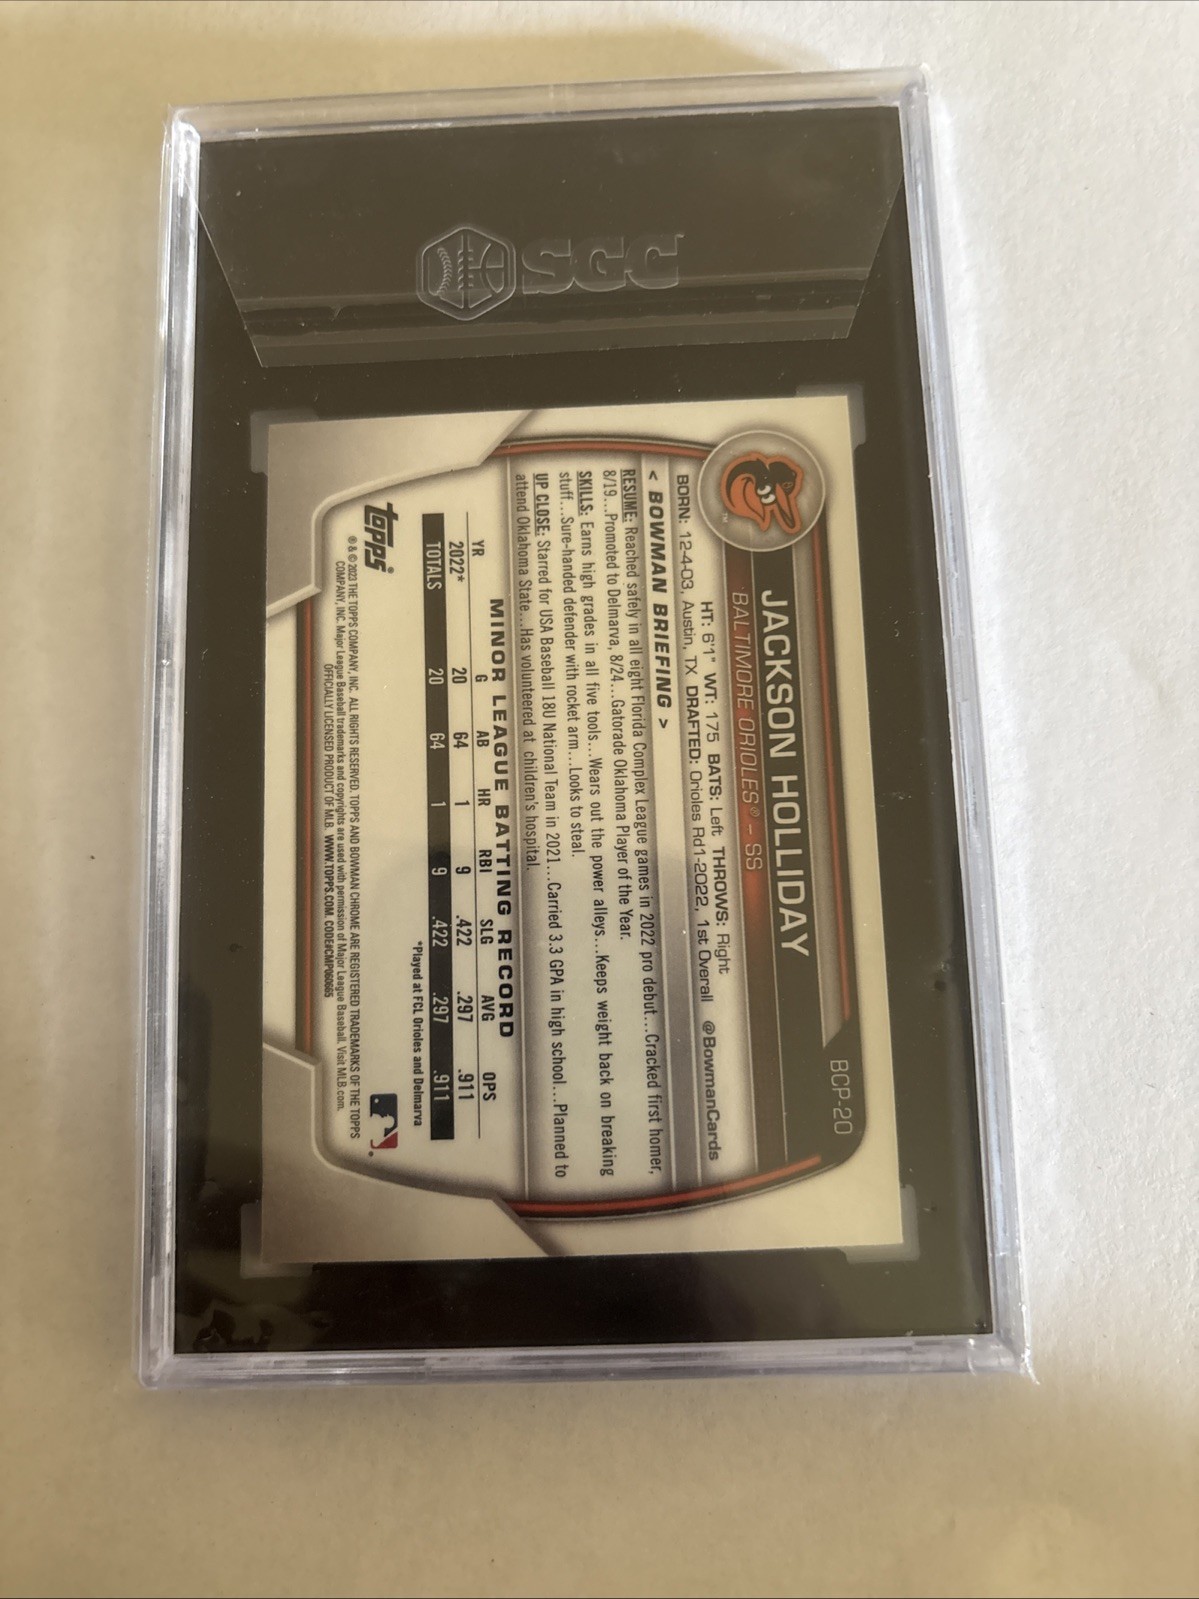 SGC
BCP-20
JACKSON HOLLIDAY
BALTIMORE ORIOLES® – SS
HT: 6'1" WT: 175 BATS: Left THROWS: Right
BORN: 12-4-03, Austin, TX DRAFTED: Orioles Rd1-2022, 1st Overall @BowmanCards
< BOWMAN BRIEFING >
RESUME: Reached safely in all eight Florida Complex League games in 2022 pro debut...Cracked first homer,
8/19...Promoted to Delmarva, 8/24...Gatorade Oklahoma Player of the Year.
SKILLS: Earns high grades in all five tools...Wears out the power alleys...Keeps weight back on breaking
stuff...Sure-handed defender with rocket arm...Looks to steal.
UP CLOSE: Starred for USA Baseball 18U National Team in 2021...Carried 3.3 GPA in high school...Planned to
attend Oklahoma State...Has volunteered at children's hospital.
MINOR LEAGUE BATTING RECORD
YR G AB HR RBI SLG AVG OPS
2022* 20 64 1 9 .422 .297 .911
TOTALS 20 64 1 9 .422 .297 .911
*Played at FCL Orioles and Delmarva
topps®
® & © 2023 THE TOPPS COMPANY, INC. ALL RIGHTS RESERVED. TOPPS AND BOWMAN CHROME ARE REGISTERED TRADEMARKS OF THE TOPPS
COMPANY, INC. Major League Baseball trademarks and copyrights are used with permission of Major League Baseball. Visit MLB.com.
OFFICIALLY LICENSED PRODUCT OF MLB. WWW.TOPPS.COM. CODE#CMP060665